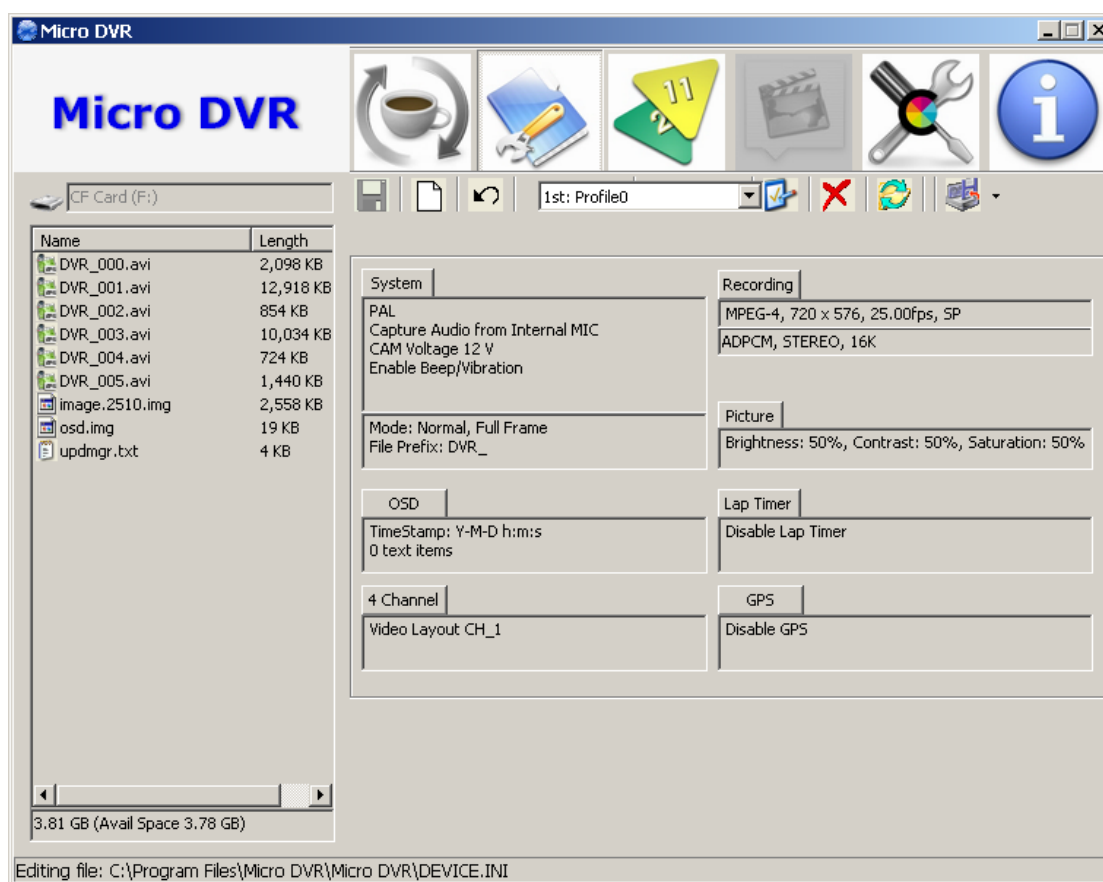 Micro DVR
Micro DVR
11
2
CF Card (F:)
1st: Profile0
Name Length
DVR_000.avi 2,098 KB
DVR_001.avi 12,918 KB
DVR_002.avi 854 KB
DVR_003.avi 10,034 KB
DVR_004.avi 724 KB
DVR_005.avi 1,440 KB
image.2510.img 2,558 KB
osd.img 19 KB
updmgr.txt 4 KB
3.81 GB (Avail Space 3.78 GB)
System
PAL
Capture Audio from Internal MIC
CAM Voltage 12 V
Enable Beep/Vibration
Mode: Normal, Full Frame
File Prefix: DVR_
Recording
MPEG-4, 720 x 576, 25.00fps, SP
ADPCM, STEREO, 16K
Picture
Brightness: 50%, Contrast: 50%, Saturation: 50%
OSD
TimeStamp: Y-M-D h:m:s
0 text items
Lap Timer
Disable Lap Timer
4 Channel
Video Layout CH_1
GPS
Disable GPS
Editing file: C:\Program Files\Micro DVR\Micro DVR\DEVICE.INI